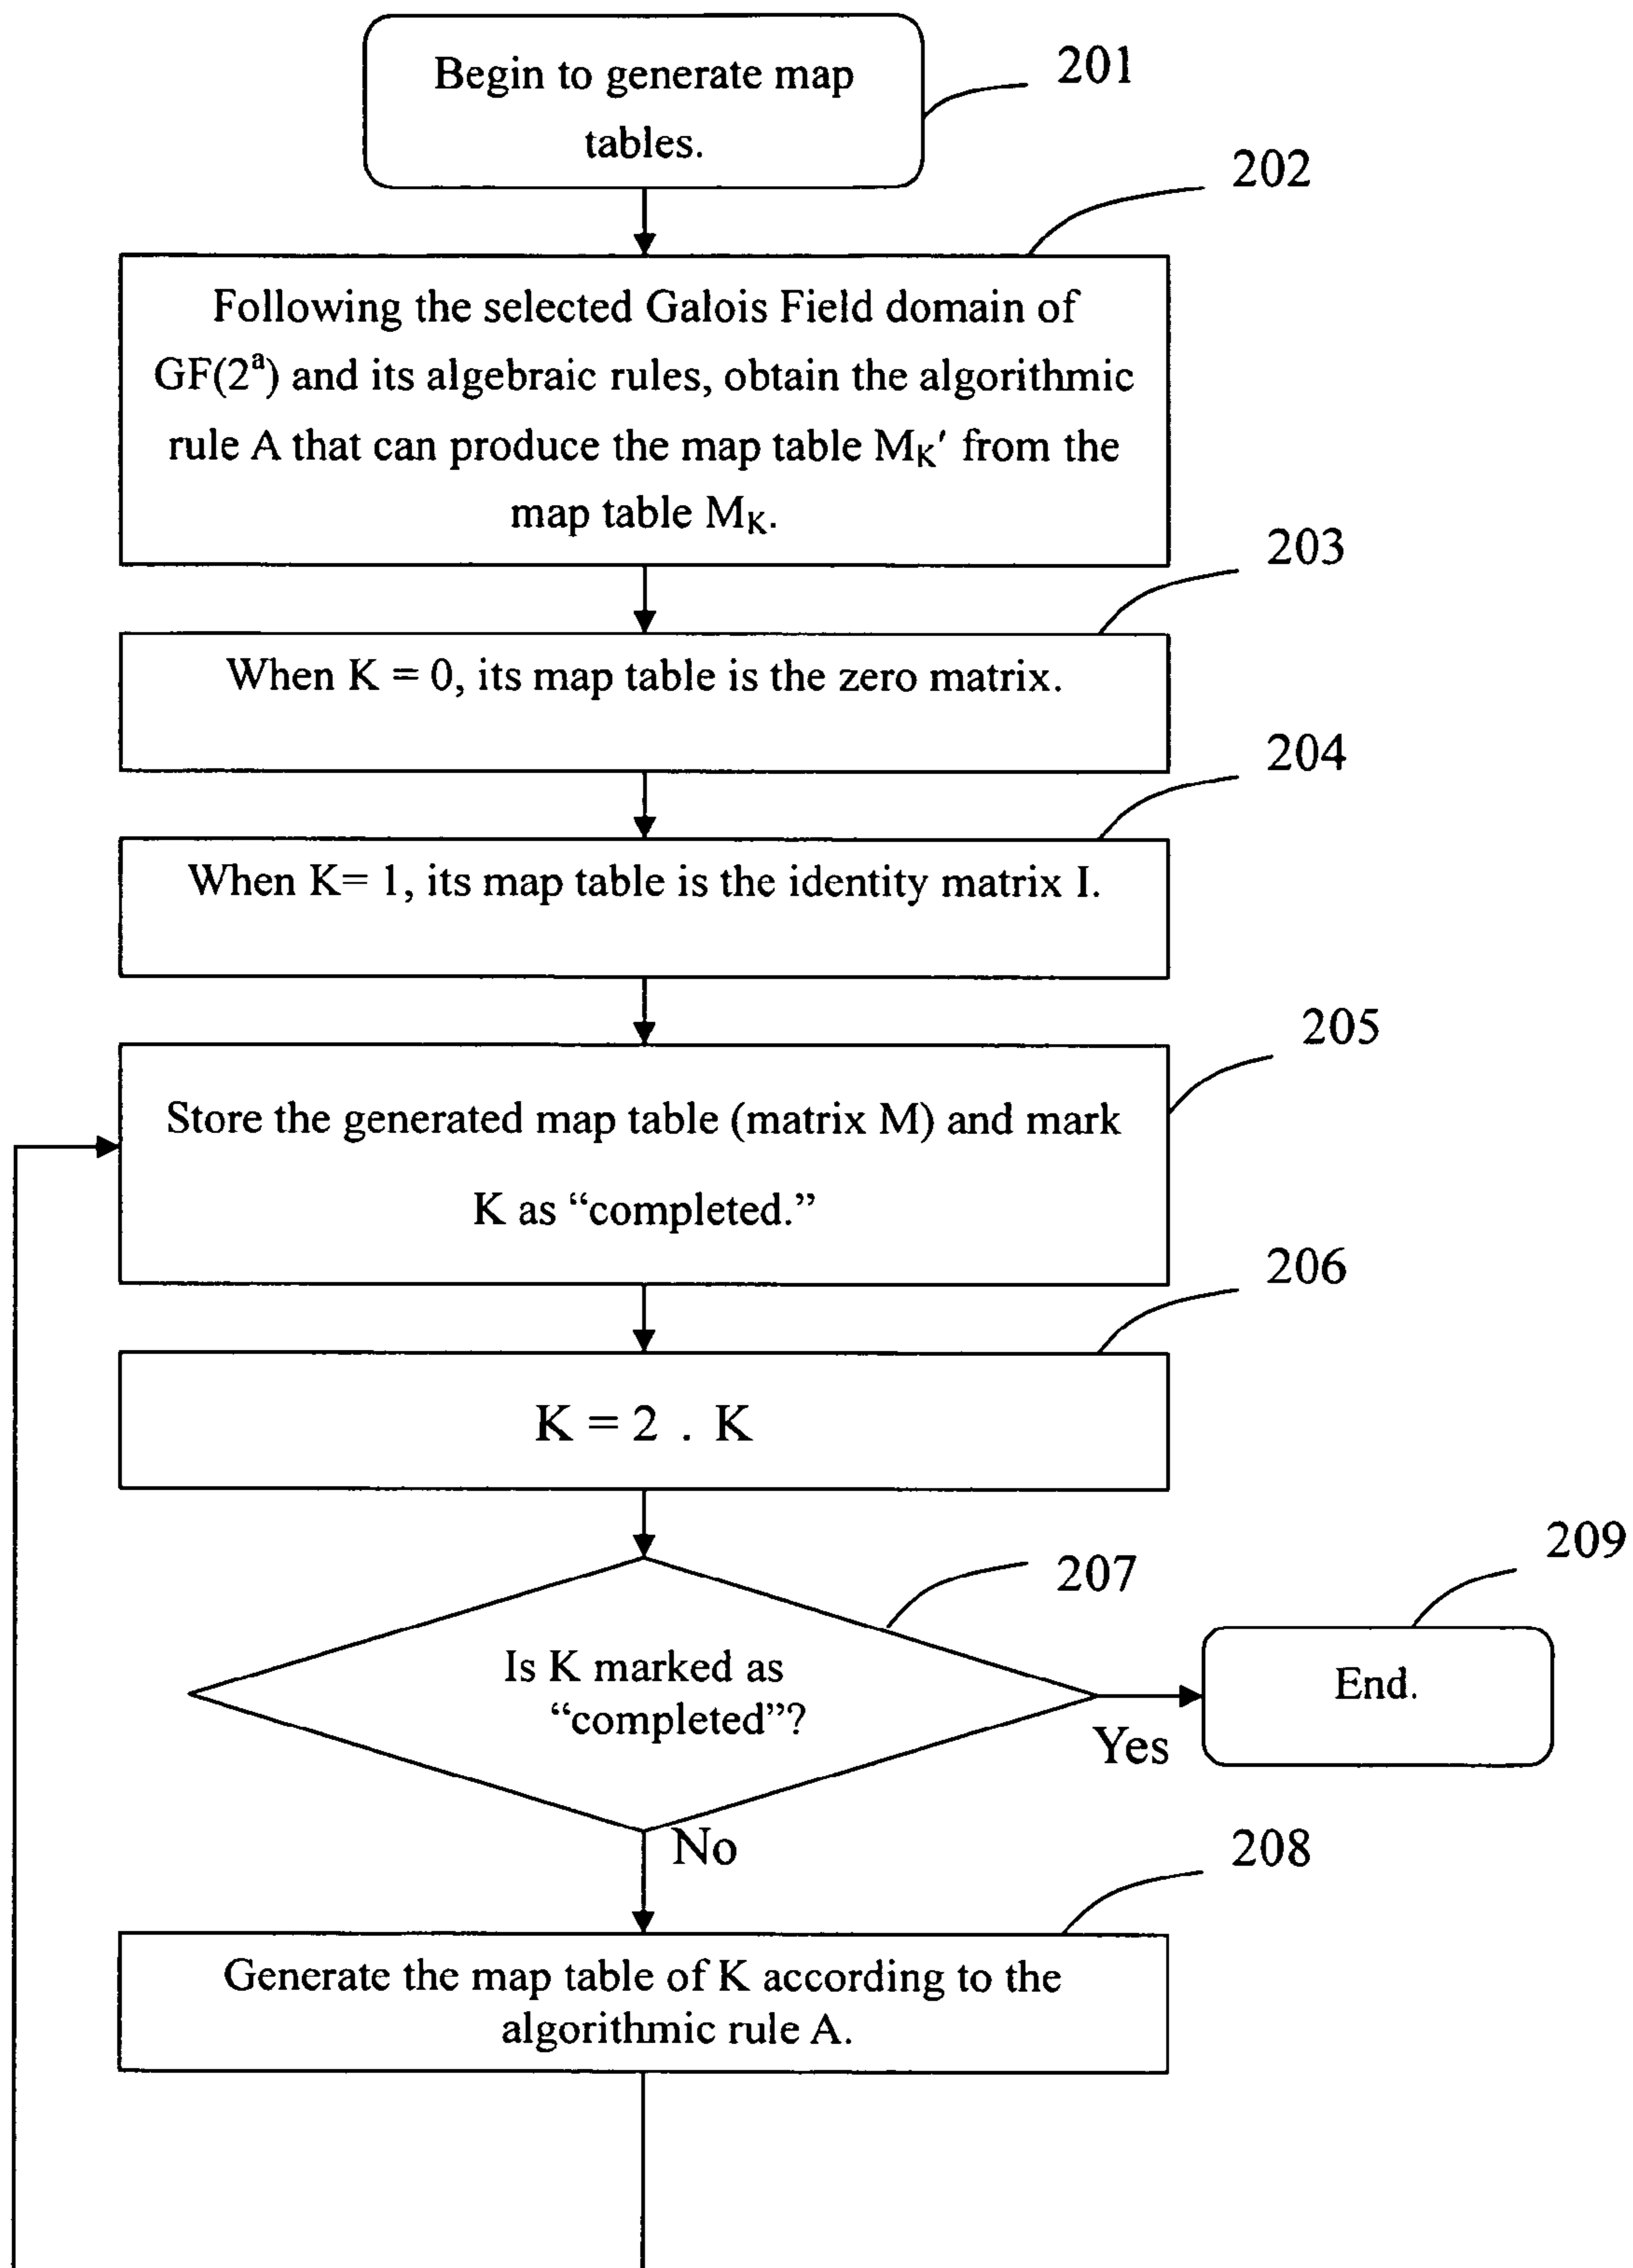 Begin to generate map
tables.
201
202
Following the selected Galois Field domain of
GF(2ᵃ) and its algebraic rules, obtain the algorithmic
rule A that can produce the map table M_K′ from the
map table M_K.
203
When K = 0, its map table is the zero matrix.
204
When K= 1, its map table is the identity matrix I.
205
Store the generated map table (matrix M) and mark
K as “completed.”
206
K = 2 . K
207
Is K marked as
“completed”?
209
End.
Yes
No
208
Generate the map table of K according to the
algorithmic rule A.